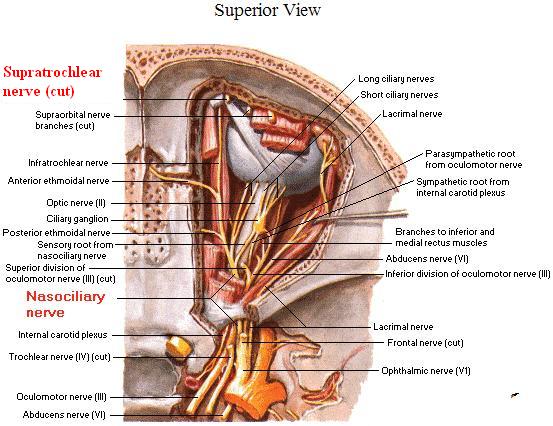 Superior View
Supratrochlear
nerve (cut)
Supraorbital nerve
branches (cut)
Infratrochlear nerve
Anterior ethmoidal nerve
Optic nerve (II)
Ciliary ganglion
Posterior ethmoidal nerve
Sensory root from
nasociliary nerve
Superior division of
oculomotor nerve (III) (cut)
Nasociliary
nerve
Internal carotid plexus
Trochlear nerve (IV) (cut)
Oculomotor nerve (III)
Abducens nerve (VI)
Long ciliary nerves
Short ciliary nerves
Lacrimal nerve
Parasympathetic root
from oculomotor nerve
Sympathetic root from
internal carotid plexus
Branches to inferior and
medial rectus muscles
Abducens nerve (VI)
Inferior division of oculomotor nerve (III)
Lacrimal nerve
Frontal nerve (cut)
Ophthalmic nerve (V1)